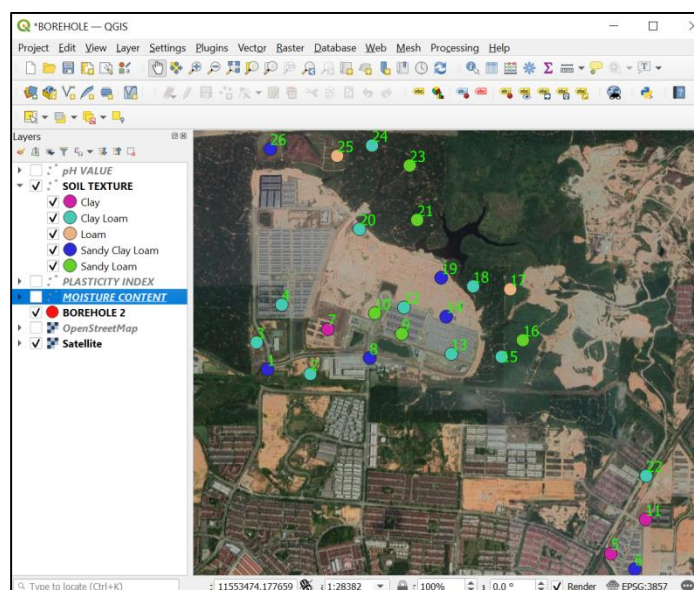 *BOREHOLE — QGIS
Project Edit View Layer Settings Plugins Vector Raster Database Web Mesh Processing Help
Layers
pH VALUE
SOIL TEXTURE
Clay
Clay Loam
Loam
Sandy Clay Loam
Sandy Loam
PLASTICITY INDEX
MOISTURE CONTENT
BOREHOLE 2
OpenStreetMap
Satellite
26
25
24
23
21
20
19
18
17
4
10
12
14
7
9
16
3
8
13
15
1
2
22
11
5
6
Type to locate (Ctrl+K)
11553474.177659
1:28382
100%
0.0 °
Render
EPSG:3857